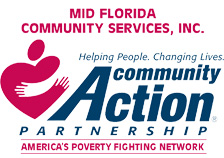 MID FLORIDA
COMMUNITY SERVICES, INC.
Helping People. Changing Lives.
community
Action®
PARTNERSHIP
AMERICA'S POVERTY FIGHTING NETWORK